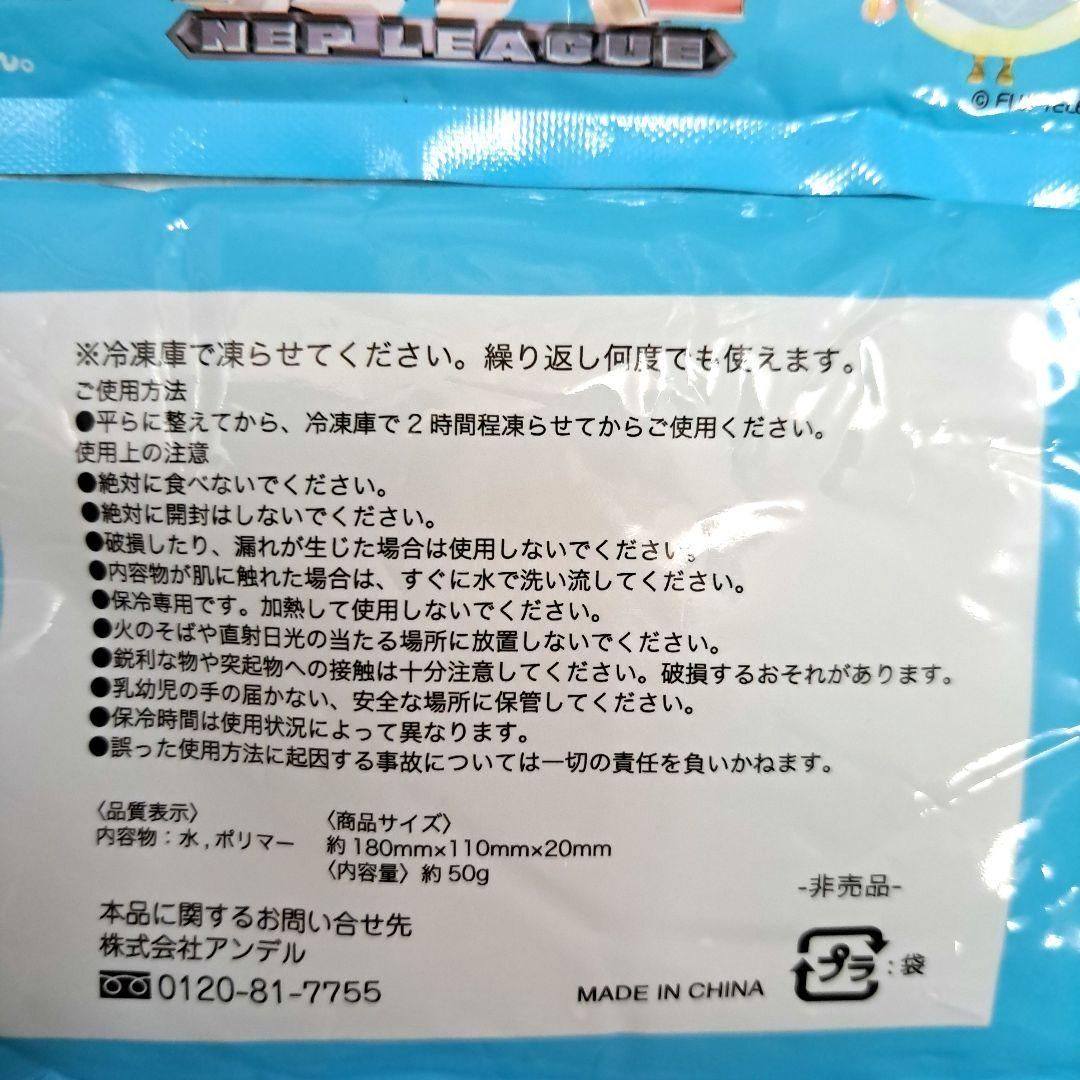 NEP LEAGUE
ん。
※冷凍庫で凍らせてください。繰り返し何度でも使えます。
ご使用方法
●平らに整えてから、冷凍庫で2時間程凍らせてからご使用ください。
使用上の注意
●絶対に食べないでください。
●絶対に開封はしないでください。
●破損したり、漏れが生じた場合は使用しないでください。
●内容物が肌に触れた場合は、すぐに水で洗い流してください。
●保冷専用です。加熱して使用しないでください。
●火のそばや直射日光の当たる場所に放置しないでください。
●鋭利な物や突起物への接触は十分注意してください。破損するおそれがあります。
●乳幼児の手の届かない、安全な場所に保管してください。
●保冷時間は使用状況によって異なります。
●誤った使用方法に起因する事故については一切の責任を負いかねます。
〈品質表示〉
内容物：水，ポリマー
〈商品サイズ〉
約180mm×110mm×20mm
〈内容量〉約50g
-非売品-
本品に関するお問い合せ先
株式会社アンデル
0120-81-7755
MADE IN CHINA
プラ：袋